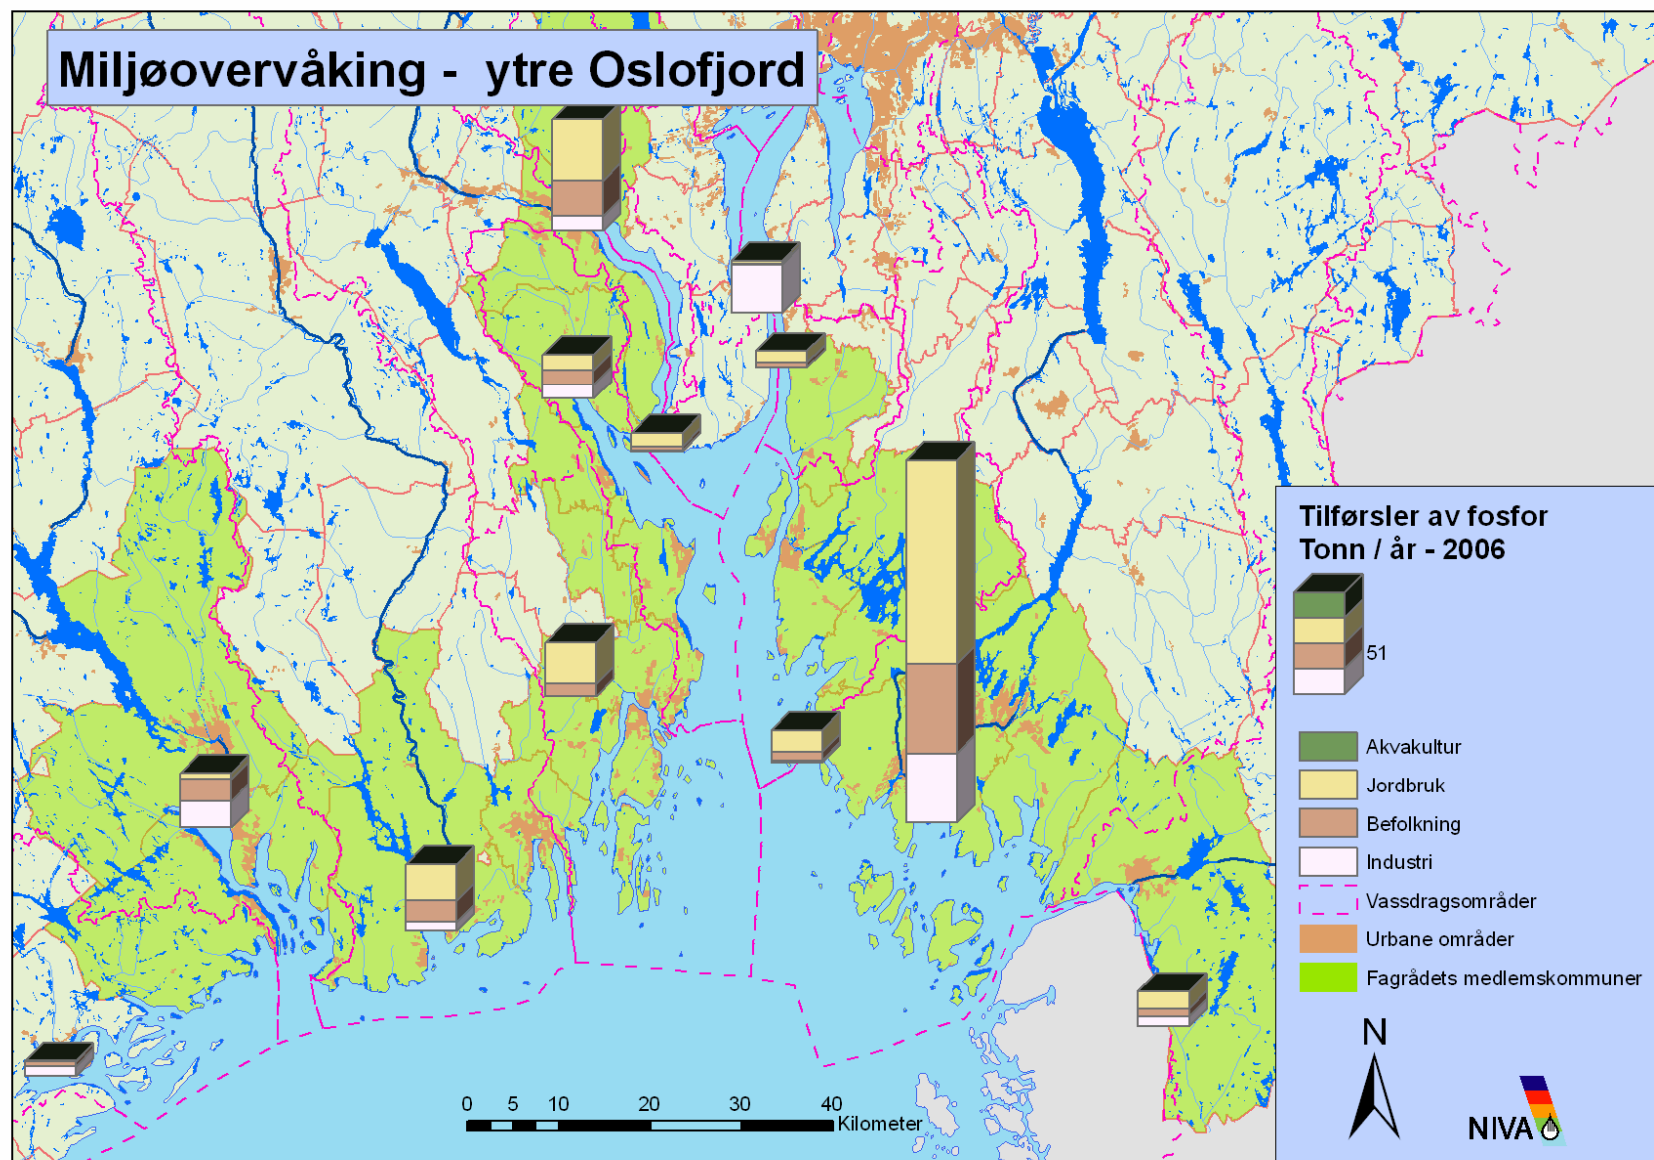 Miljøovervåking - ytre Oslofjord
Tilførsler av fosfor
Tonn / år - 2006
51
Akvakultur
Jordbruk
Befolkning
Industri
Vassdragsområder
Urbane områder
Fagrådets medlemskommuner
N
NIVA
0 5 10 20 30 40
Kilometer